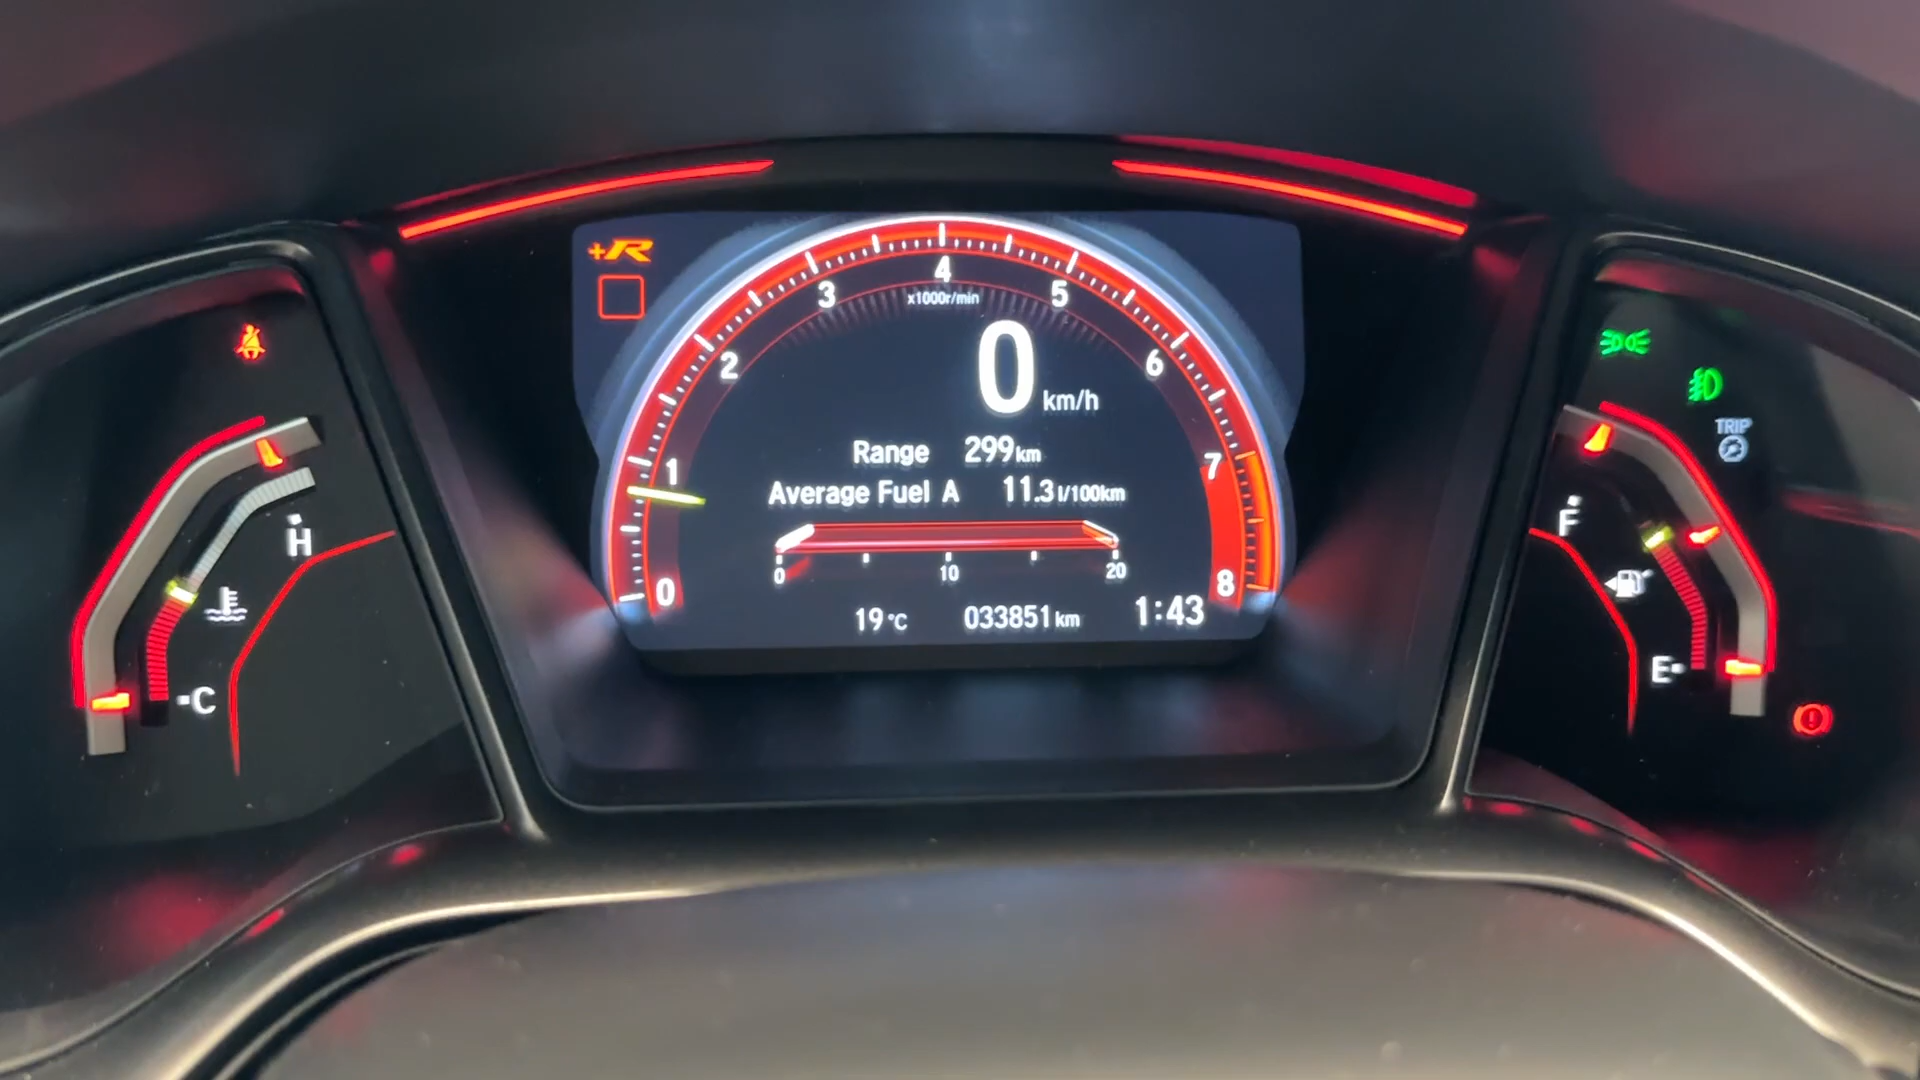 +R
4
x1000r/min
3
5
2
6
1
7
0
8
0 km/h
Range 299km
Average Fuel A 11.3l/100km
0 10 20
19°C 033851km 1:43
H
C
TRIP
F
E